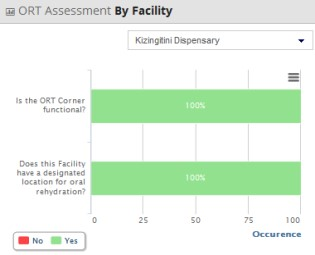 ORT Assessment By Facility
Kizingitini Dispensary
Is the ORT Corner
functional?
100%
Does this Facility
have a designated
location for oral
rehydration?
100%
0 25 50 75 100
Occurence
No Yes